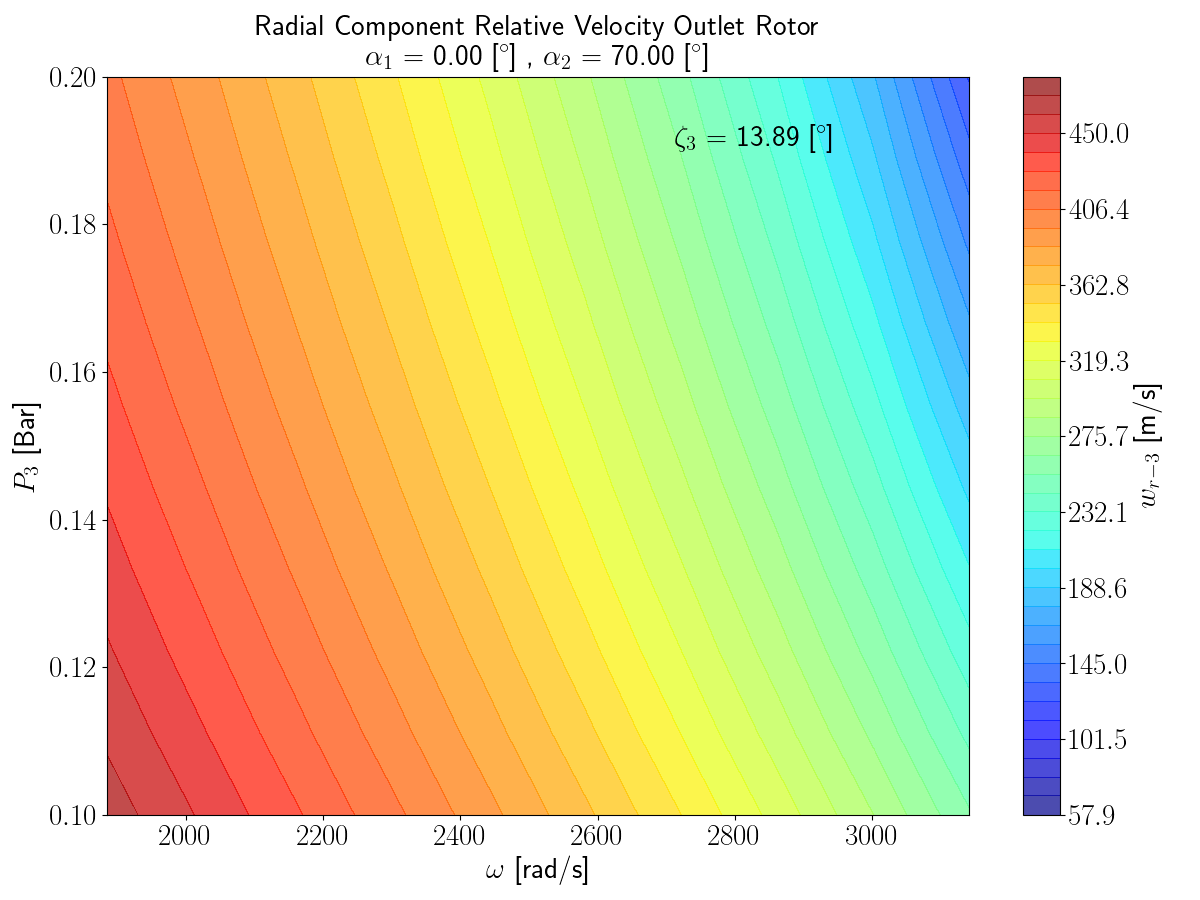 Radial Component Relative Velocity Outlet Rotor
α₁ = 0.00 [°] , α₂ = 70.00 [°]
0.20
0.18
0.16
0.14
0.12
0.10
P₃ [Bar]
ζ₃ = 13.89 [°]
2000 2200 2400 2600 2800 3000
ω [rad/s]
450.0
406.4
362.8
319.3
275.7
232.1
188.6
145.0
101.5
57.9
w_{r−3} [m/s]